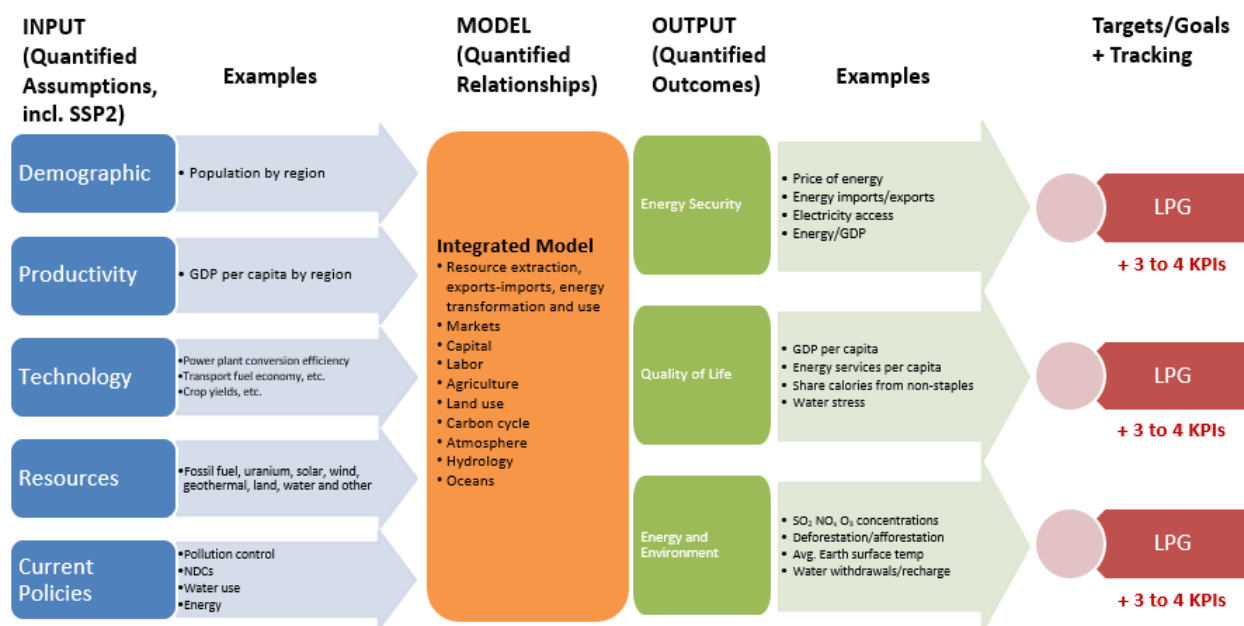 INPUT
(Quantified
Assumptions,
incl. SSP2)
Examples
MODEL
(Quantified
Relationships)
OUTPUT
(Quantified
Outcomes)
Examples
Targets/Goals
+ Tracking
Demographic
• Population by region
Productivity
• GDP per capita by region
Technology
•Power plant conversion efficiency
•Transport fuel economy, etc.
•Crop yields, etc.
Resources
•Fossil fuel, uranium, solar, wind,
geothermal, land, water and other
Current
Policies
•Pollution control
•NDCs
•Water use
•Energy
Integrated Model
• Resource extraction,
exports-imports, energy
transformation and use
• Markets
• Capital
• Labor
• Agriculture
• Land use
• Carbon cycle
• Atmosphere
• Hydrology
• Oceans
Energy Security
• Price of energy
• Energy imports/exports
• Electricity access
• Energy/GDP
LPG
+ 3 to 4 KPIs
Quality of Life
• GDP per capita
• Energy services per capita
• Share calories from non-staples
• Water stress
LPG
+ 3 to 4 KPIs
Energy and
Environment
• SO₂ NOₓ O₃ concentrations
• Deforestation/afforestation
• Avg. Earth surface temp
• Water withdrawals/recharge
LPG
+ 3 to 4 KPIs